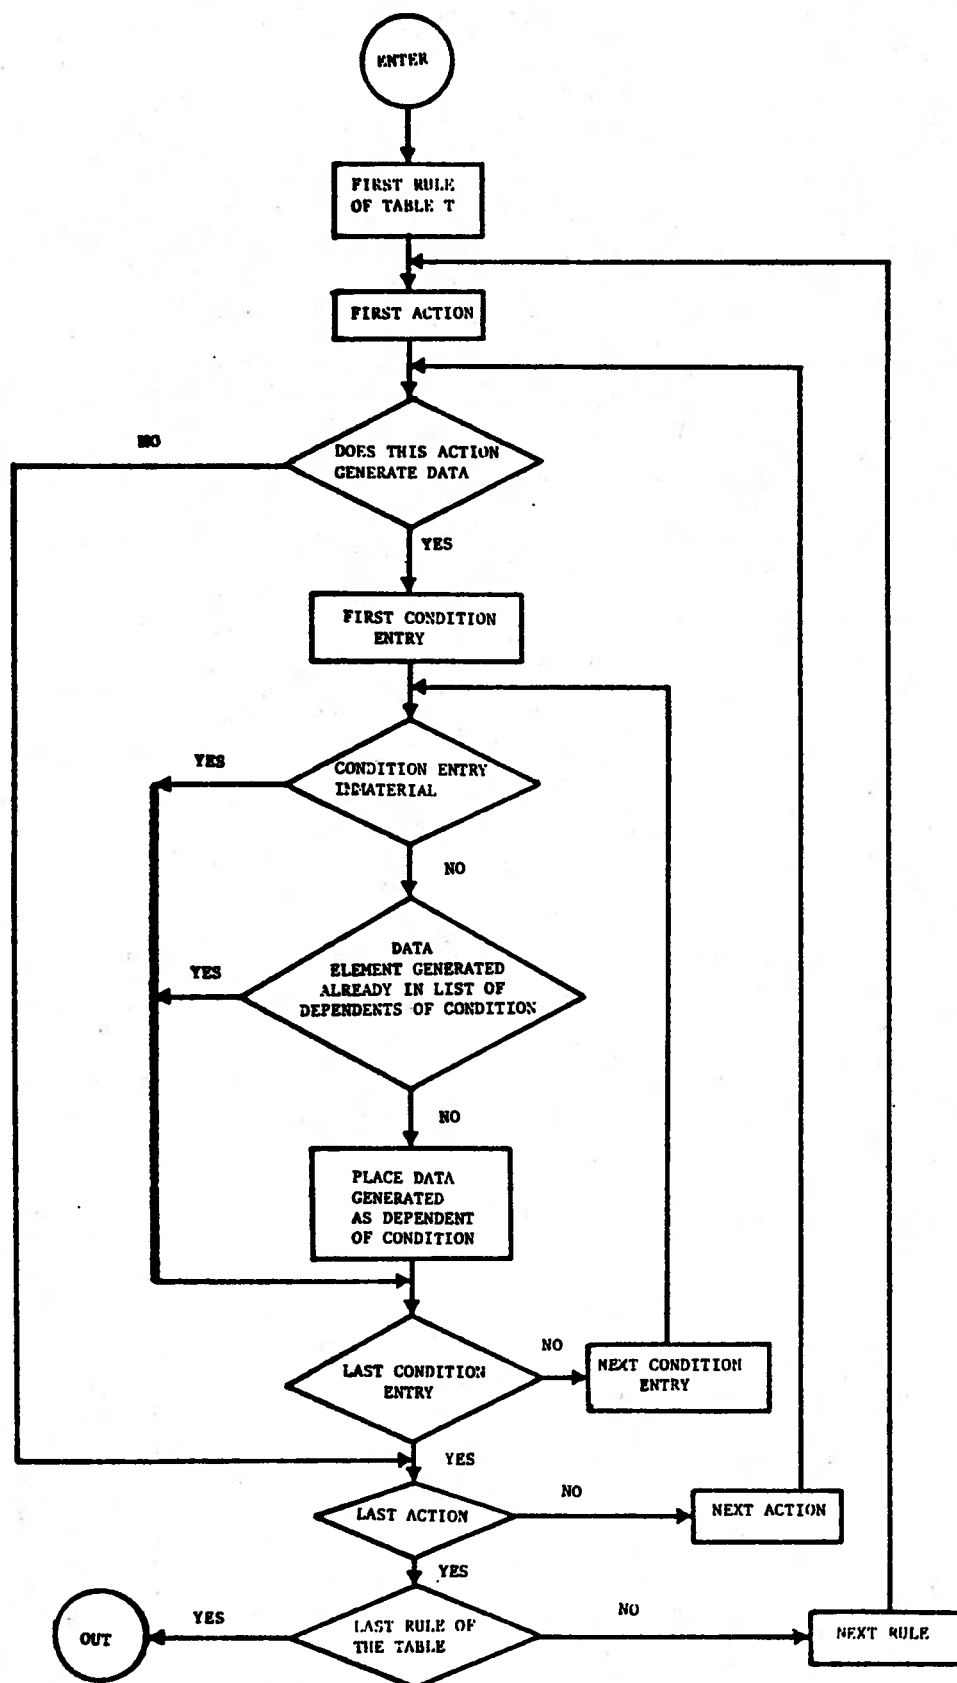 ENTER
FIRST RULE
OF TABLE T
FIRST ACTION
NO
DOES THIS ACTION
GENERATE DATA
YES
FIRST CONDITION
ENTRY
YES
CONDITION ENTRY
IMMATERIAL
NO
DATA
ELEMENT GENERATED
ALREADY IN LIST OF
DEPENDENTS OF CONDITION
YES
NO
PLACE DATA
GENERATED
AS DEPENDENT
OF CONDITION
LAST CONDITION
ENTRY
NO
NEXT CONDITION
ENTRY
YES
LAST ACTION
NO
NEXT ACTION
YES
LAST RULE OF
THE TABLE
YES
OUT
NO
NEXT RULE